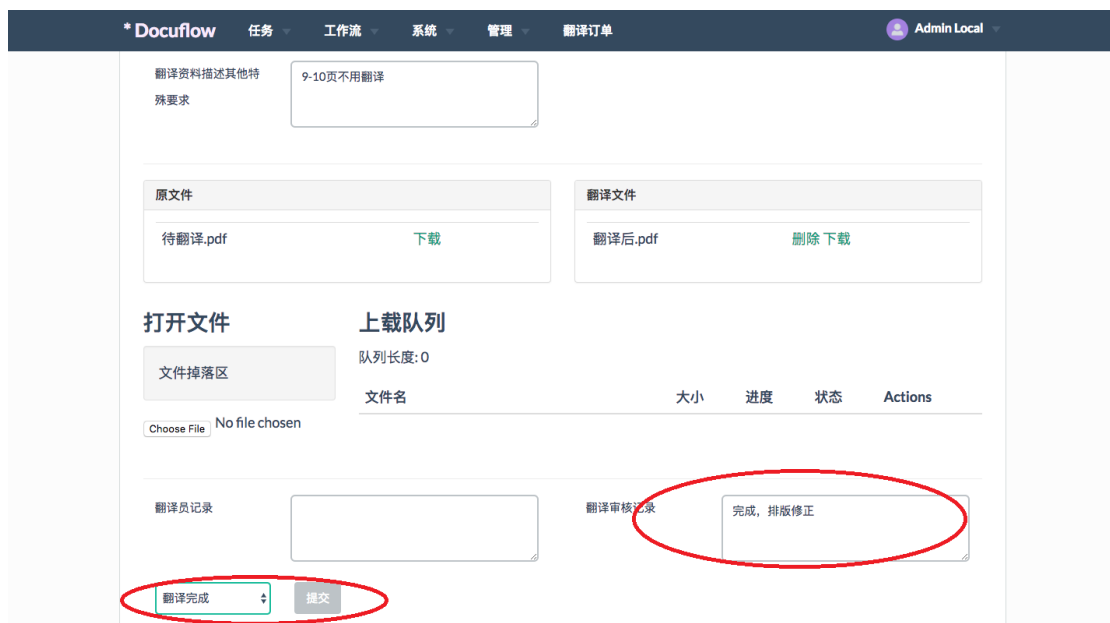 * Docuflow 任务 工作流 系统 管理 翻译订单 Admin Local
翻译资料描述其他特
殊要求
9-10页不用翻译
原文件
翻译文件
待翻译.pdf 下载
翻译后.pdf 删除 下载
打开文件
上载队列
队列长度: 0
文件掉落区
文件名 大小 进度 状态 Actions
Choose File No file chosen
翻译员记录
翻译审核记录
完成，排版修正
翻译完成 提交